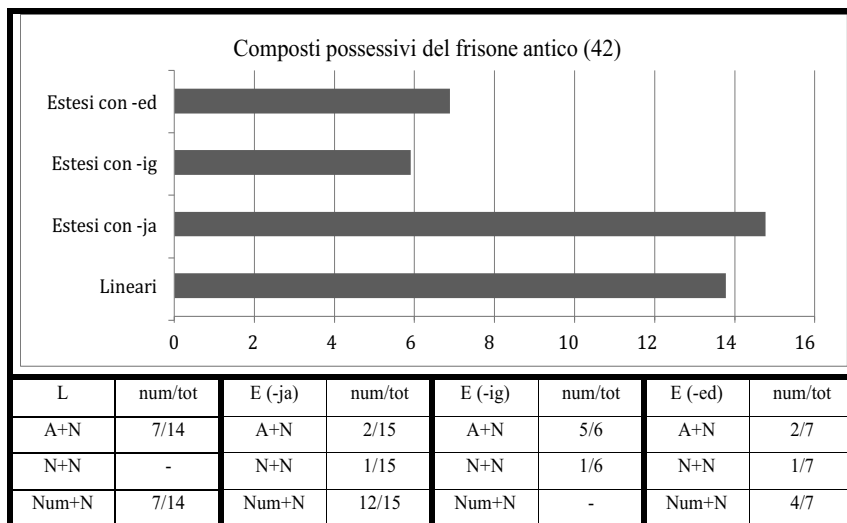 Composti possessivi del frisone antico (42)
Estesi con -ed
Estesi con -ig
Estesi con -ja
Lineari
0 2 4 6 8 10 12 14 16
L num/tot E (-ja) num/tot E (-ig) num/tot E (-ed) num/tot
A+N 7/14 A+N 2/15 A+N 5/6 A+N 2/7
N+N - N+N 1/15 N+N 1/6 N+N 1/7
Num+N 7/14 Num+N 12/15 Num+N - Num+N 4/7